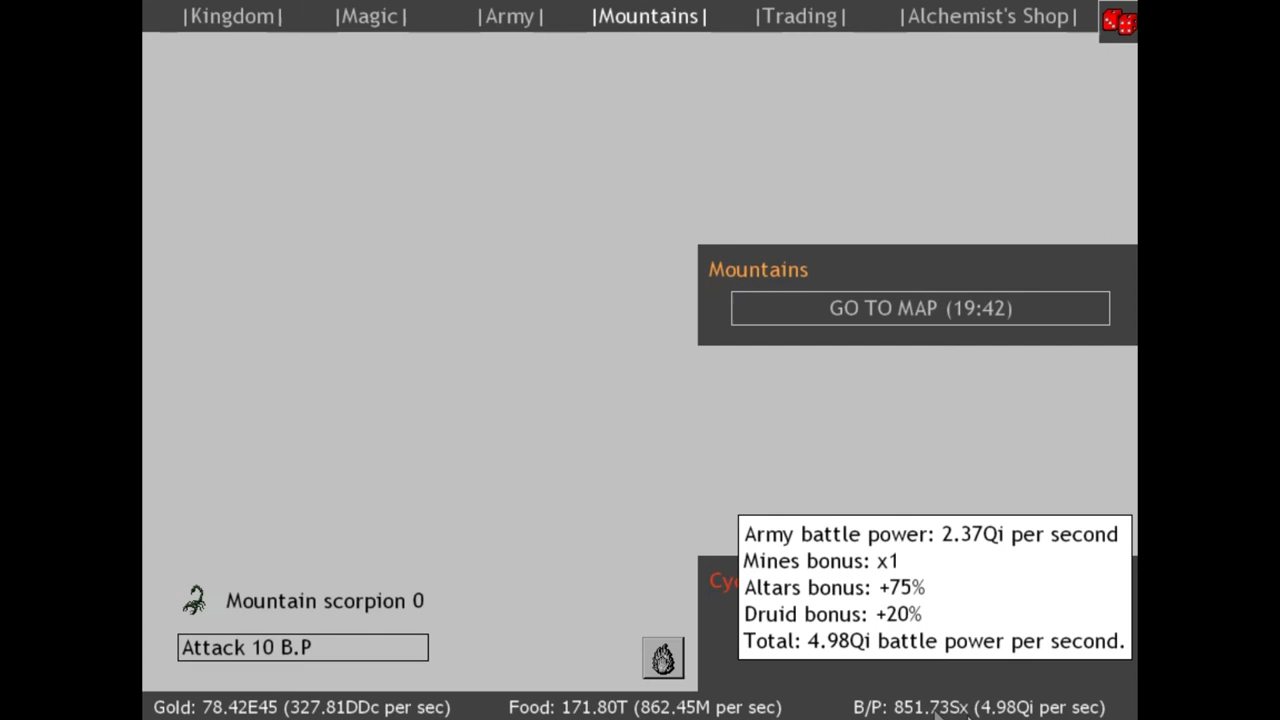 |Kingdom| |Magic| |Army| |Mountains| |Trading| |Alchemist's Shop|
Mountains
GO TO MAP (19:42)
Army battle power: 2.37Qi per second
Mines bonus: x1
Altars bonus: +75%
Druid bonus: +20%
Total: 4.98Qi battle power per second.
Cyc
Mountain scorpion 0
Attack 10 B.P
Gold: 78.42E45 (327.81DDc per sec) Food: 171.80T (862.45M per sec) B/P: 851.73Sx (4.98Qi per sec)